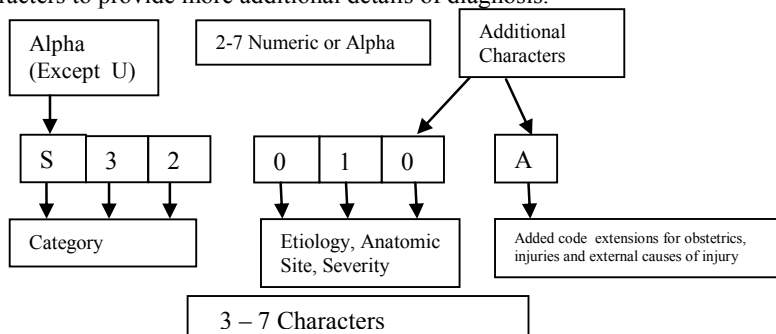 racters to provide more additional details of diagnosis.
Alpha
(Except U)
2-7 Numeric or Alpha
Additional
Characters
S 3 2
0 1 0
A
Category
Etiology, Anatomic
Site, Severity
Added code extensions for obstetrics,
injuries and external causes of injury
3 – 7 Characters